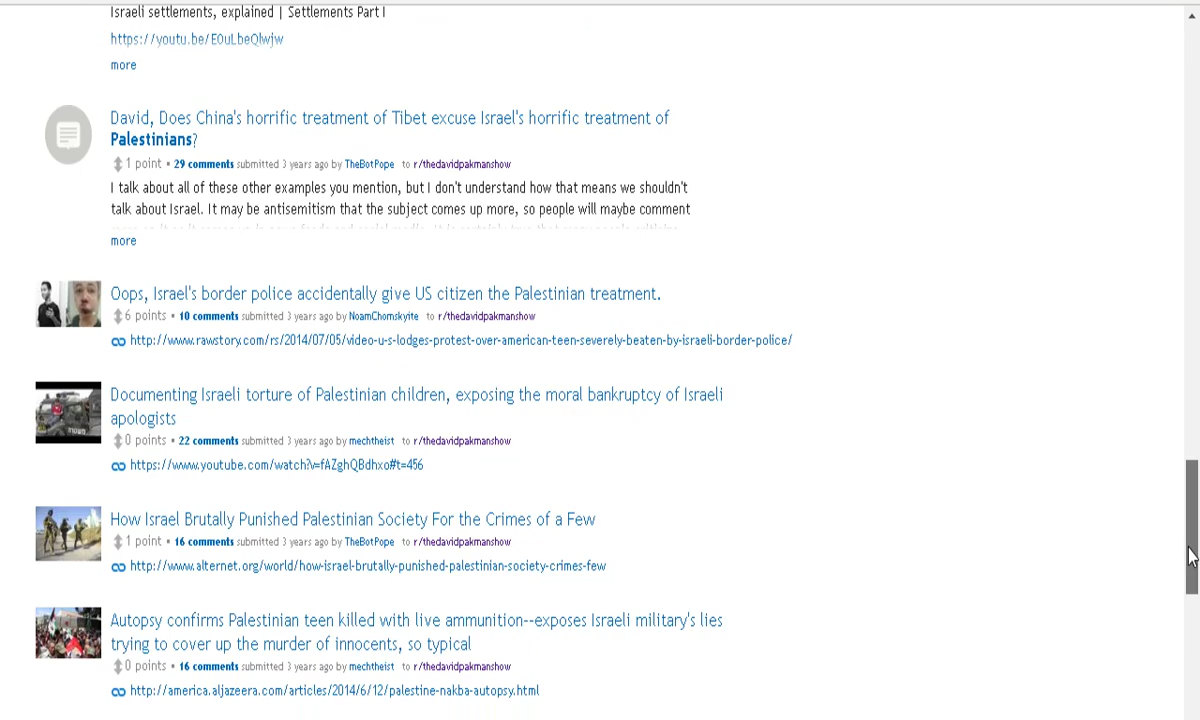 Israeli settlements, explained | Settlements Part I
https://youtu.be/E0uLbeQlwjw
more
David, Does China's horrific treatment of Tibet excuse Israel's horrific treatment of
Palestinians?
1 point • 29 comments submitted 3 years ago by TheBotPope to r/thedavidpakmanshow
I talk about all of these other examples you mention, but I don't understand how that means we shouldn't
talk about Israel. It may be antisemitism that the subject comes up more, so people will maybe comment
more
Oops, Israel's border police accidentally give US citizen the Palestinian treatment.
6 points • 10 comments submitted 3 years ago by NoamChomskyite to r/thedavidpakmanshow
http://www.rawstory.com/rs/2014/07/05/video-u-s-lodges-protest-over-american-teen-severely-beaten-by-israeli-border-police/
Documenting Israeli torture of Palestinian children, exposing the moral bankruptcy of Israeli
apologists
0 points • 22 comments submitted 3 years ago by mechtheist to r/thedavidpakmanshow
https://www.youtube.com/watch?v=fAZghQBdhxo#t=456
How Israel Brutally Punished Palestinian Society For the Crimes of a Few
1 point • 16 comments submitted 3 years ago by TheBotPope to r/thedavidpakmanshow
http://www.alternet.org/world/how-israel-brutally-punished-palestinian-society-crimes-few
Autopsy confirms Palestinian teen killed with live ammunition--exposes Israeli military's lies
trying to cover up the murder of innocents, so typical
0 points • 16 comments submitted 3 years ago by mechtheist to r/thedavidpakmanshow
http://america.aljazeera.com/articles/2014/6/12/palestine-nakba-autopsy.html